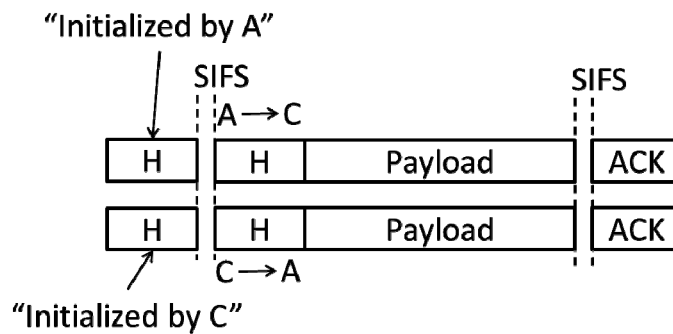 “Initialized by A”
SIFS SIFS
A→C
H H Payload ACK
H H Payload ACK
C→A
“Initialized by C”